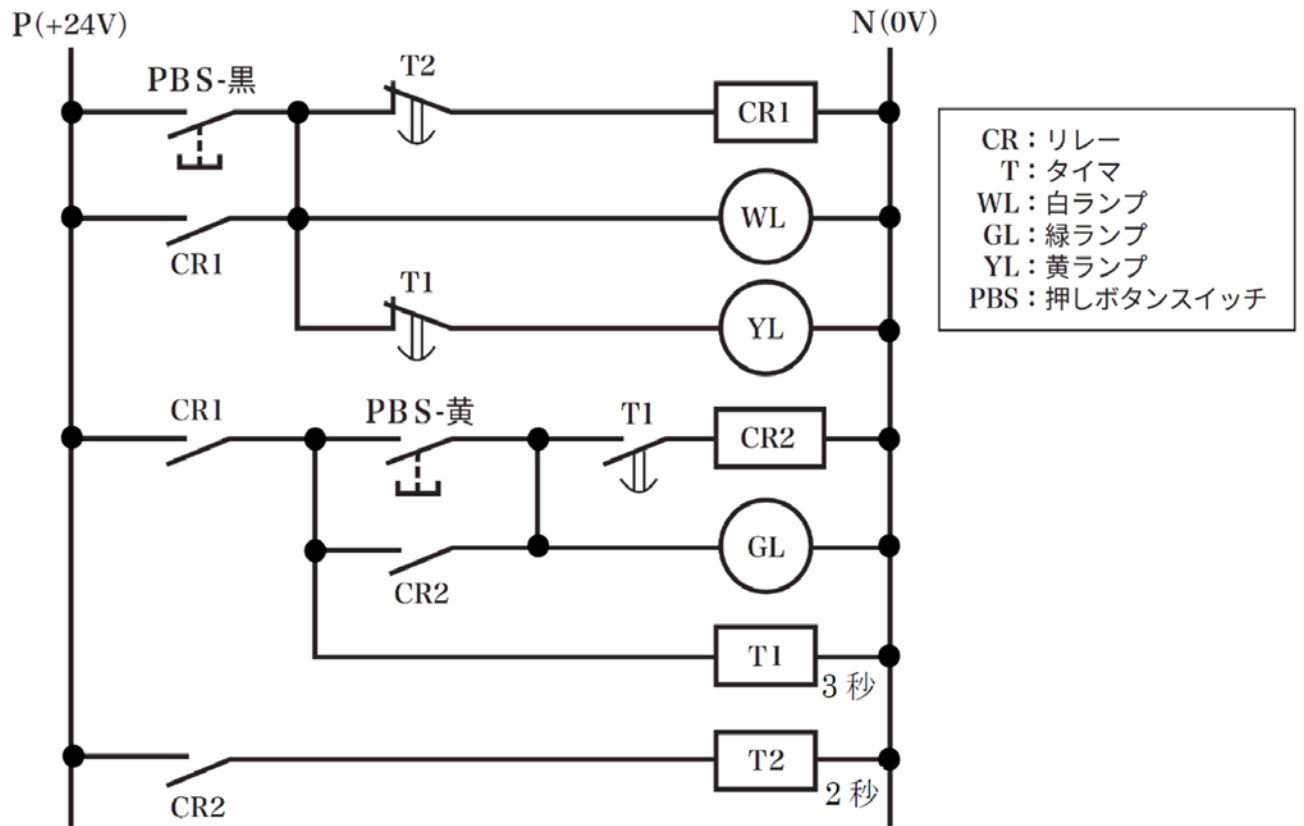 P(+24V)
N(0V)
PBS-黒
T2
CR1
CR1
WL
T1
YL
CR1
PBS-黄
T1
CR2
CR2
GL
T1
3秒
CR2
T2
2秒
CR：リレー
T：タイマ
WL：白ランプ
GL：緑ランプ
YL：黄ランプ
PBS：押しボタンスイッチ